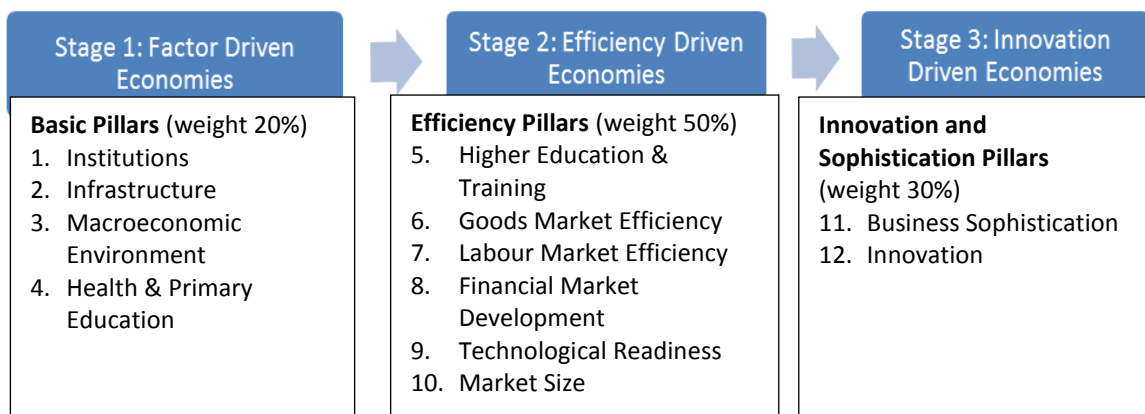 Stage 1: Factor Driven
Economies
Basic Pillars (weight 20%)
1. Institutions
2. Infrastructure
3. Macroeconomic
Environment
4. Health & Primary
Education
Stage 2: Efficiency Driven
Economies
Efficiency Pillars (weight 50%)
5. Higher Education &
Training
6. Goods Market Efficiency
7. Labour Market Efficiency
8. Financial Market
Development
9. Technological Readiness
10. Market Size
Stage 3: Innovation
Driven Economies
Innovation and
Sophistication Pillars
(weight 30%)
11. Business Sophistication
12. Innovation